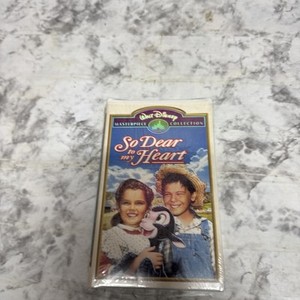 Walt Disney
MASTERPIECE COLLECTION
So Dear
to my Heart